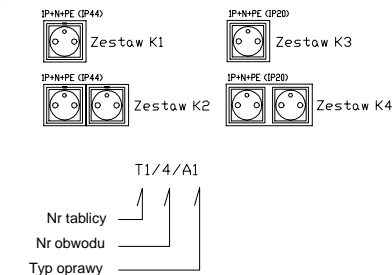 1P+N+PE (IP44)
Zestaw K1
1P+N+PE (IP20)
Zestaw K3
1P+N+PE (IP44)
Zestaw K2
1P+N+PE (IP20)
Zestaw K4
T1/4/A1
Nr tablicy
Nr obwodu
Typ oprawy